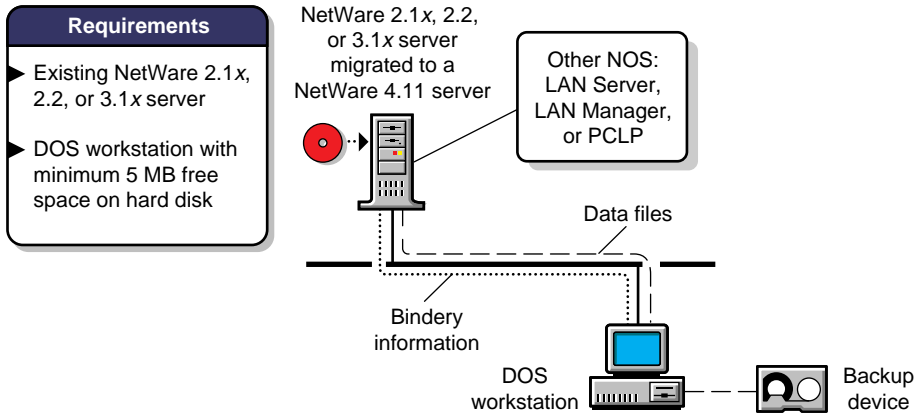 Requirements
Existing NetWare 2.1x,
2.2, or 3.1x server
DOS workstation with
minimum 5 MB free
space on hard disk
NetWare 2.1x, 2.2,
or 3.1x server
migrated to a
NetWare 4.11 server
Other NOS:
LAN Server,
LAN Manager,
or PCLP
Data files
Bindery
information
DOS
workstation
Backup
device